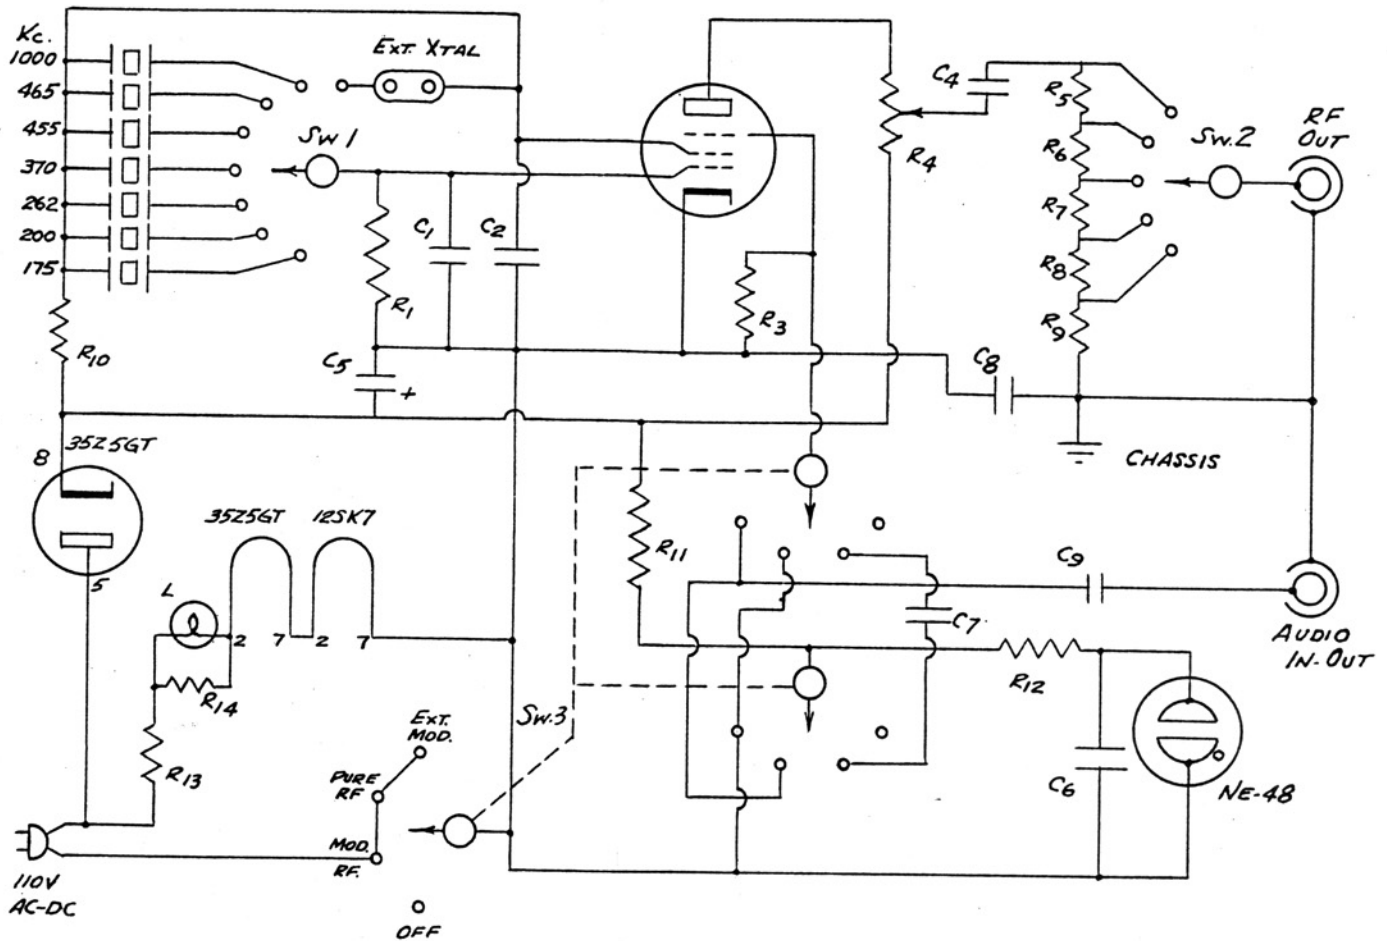 Kc.
1000
465
455
370
262
200
175
EXT. XTAL
SW 1
C1
C2
R1
C5
+
R10
R3
R4
C4
R5
R6
R7
R8
R9
SW.2
RF
OUT
C8
CHASSIS
8
35Z5GT
5
35Z5GT
12SK7
L
2
7
2
7
R14
R13
R11
C9
C7
AUDIO
IN-OUT
R12
C6
NE-48
SW.3
EXT.
MOD.
PURE
RF
MOD.
RF.
OFF
110V
AC-DC